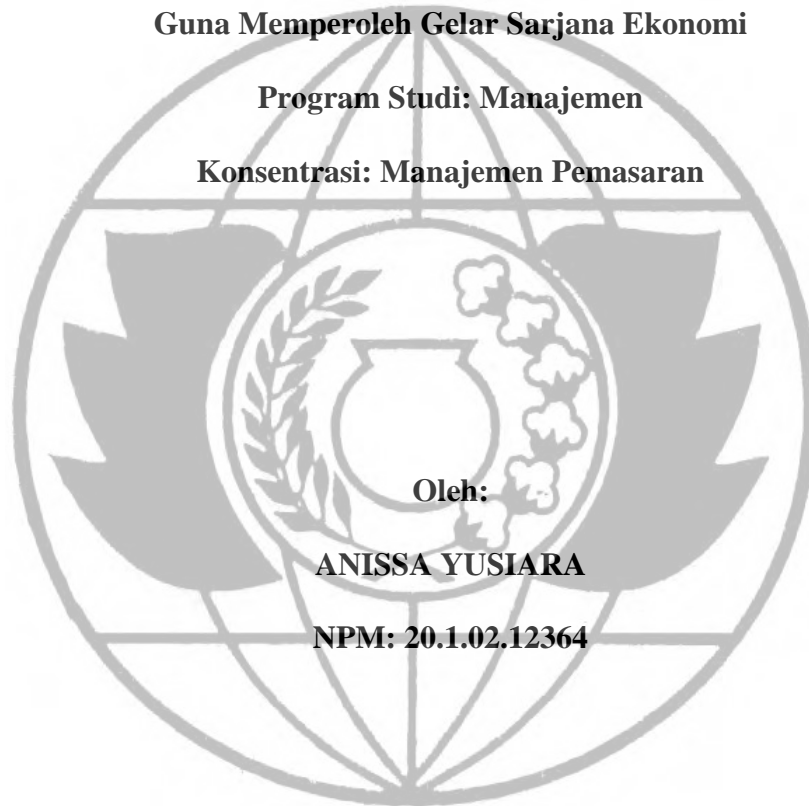 Guna Memperoleh Gelar Sarjana Ekonomi
Program Studi: Manajemen
Konsentrasi: Manajemen Pemasaran
Oleh:
ANISSA YUSIARA
NPM: 20.1.02.12364